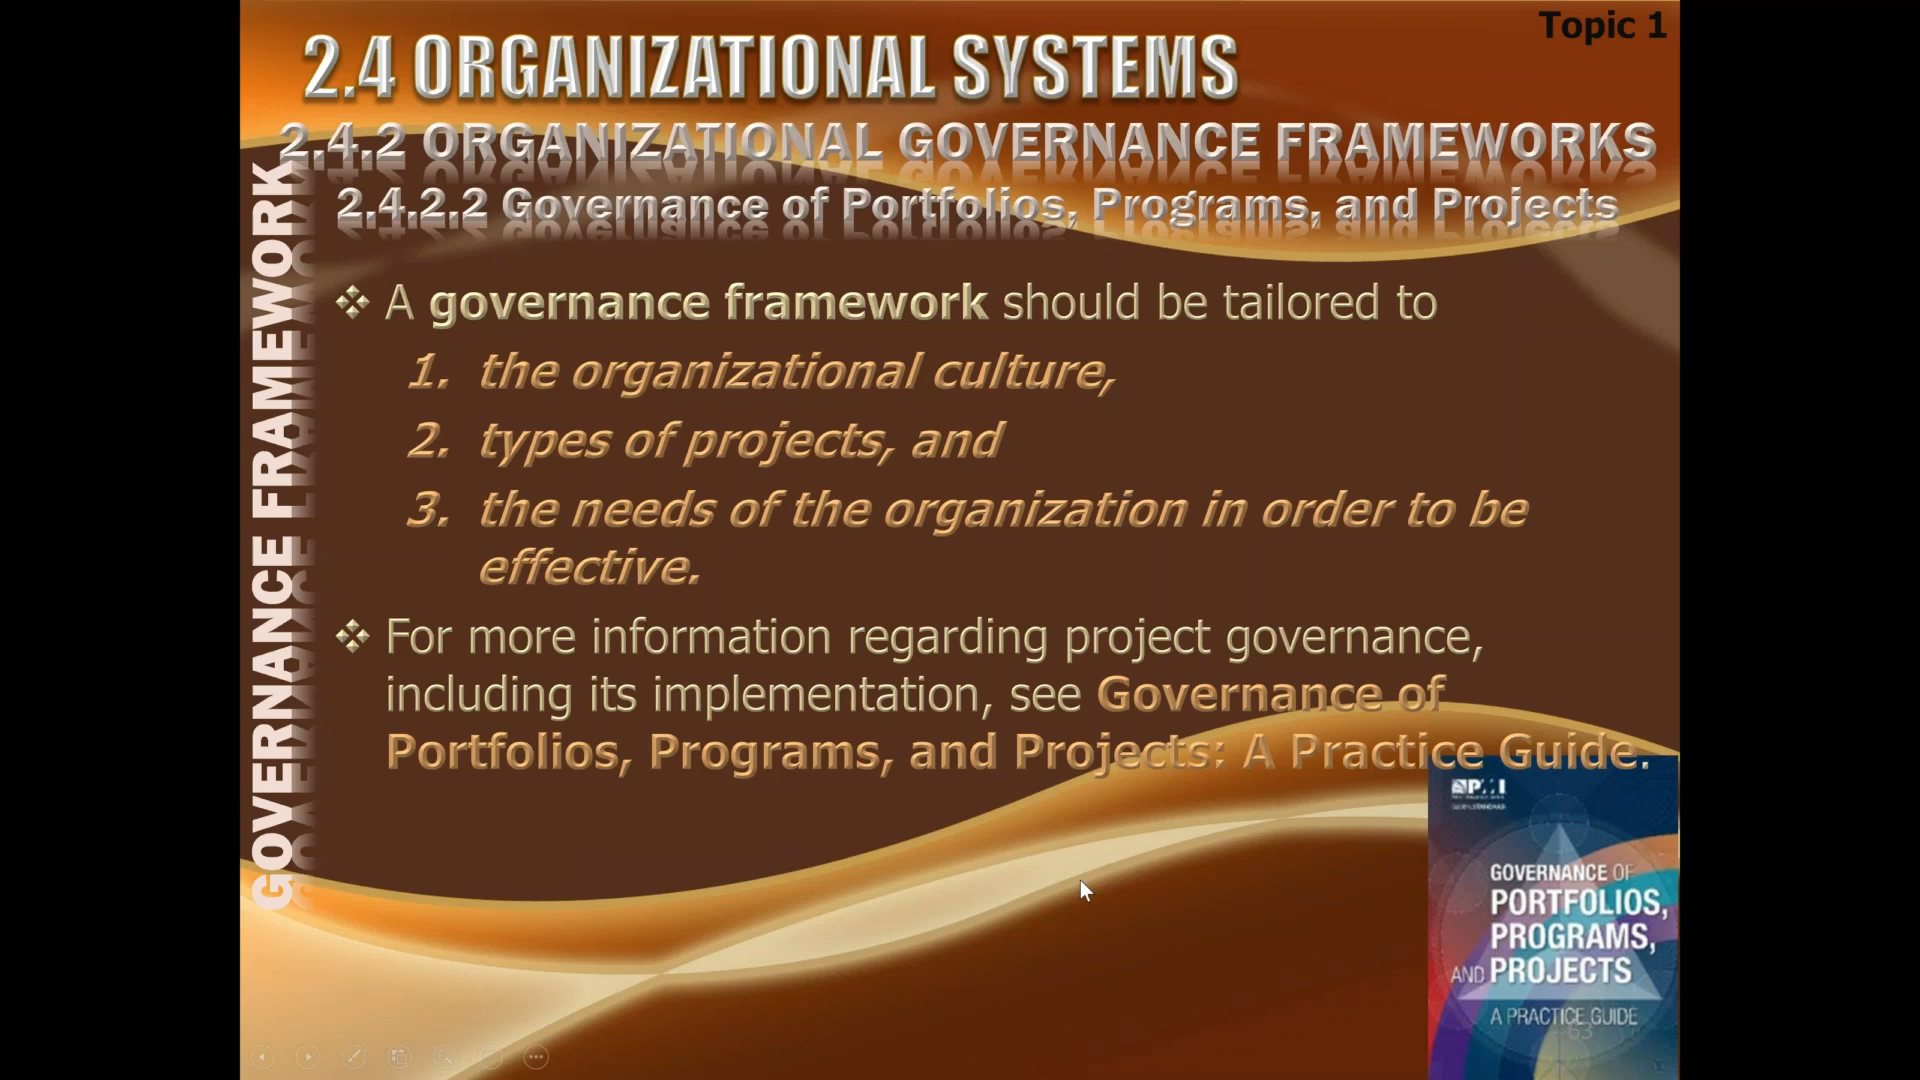 Topic 1
2.4 ORGANIZATIONAL SYSTEMS
2.4.2 ORGANIZATIONAL GOVERNANCE FRAMEWORKS
2.4.2.2 Governance of Portfolios, Programs, and Projects
GOVERNANCE FRAMEWORK
❖ A governance framework should be tailored to
1. the organizational culture,
2. types of projects, and
3. the needs of the organization in order to be
effective.
❖ For more information regarding project governance,
including its implementation, see Governance of
Portfolios, Programs, and Projects: A Practice Guide.
PMI
GOVERNANCE OF
PORTFOLIOS,
PROGRAMS,
AND PROJECTS
A PRACTICE GUIDE
63